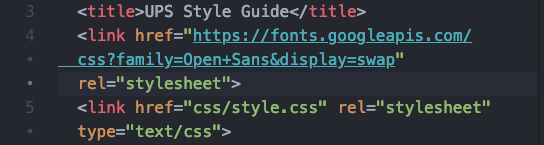 3 <title>UPS Style Guide</title>
4 <link href="https://fonts.googleapis.com/
• css?family=Open+Sans&display=swap"
• rel="stylesheet">
5 <link href="css/style.css" rel="stylesheet"
• type="text/css">